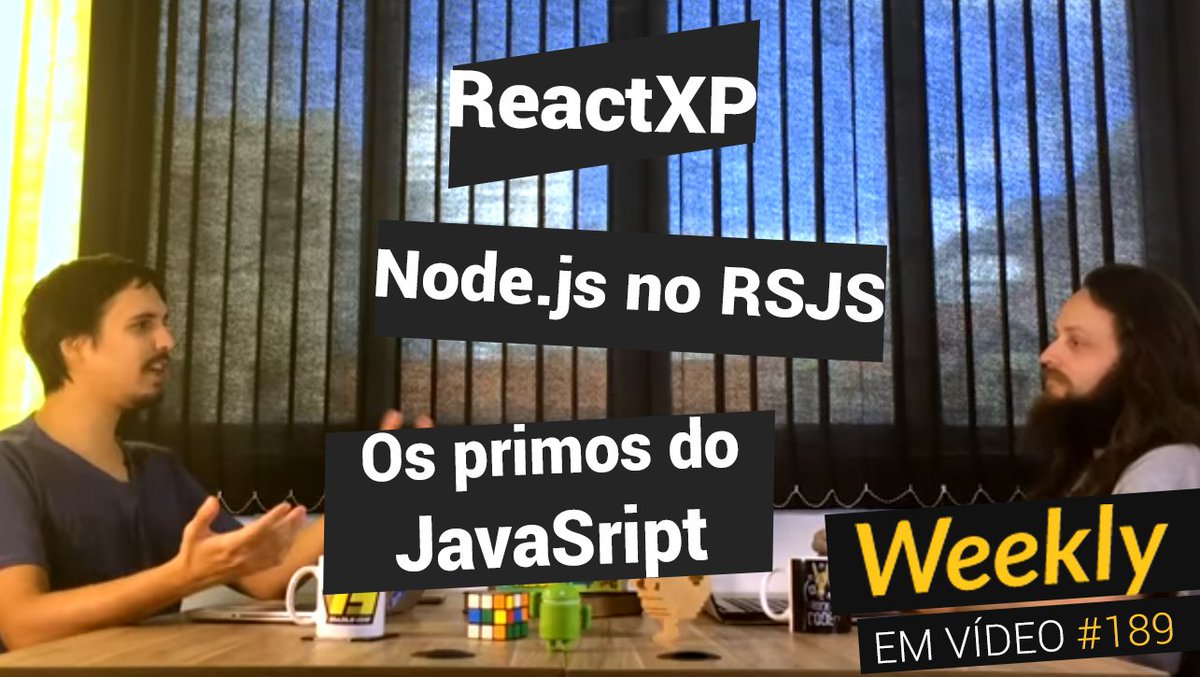 ReactXP
Node.js no RSJS
Os primos do
JavaSript
Weekly
EM VÍDEO #189